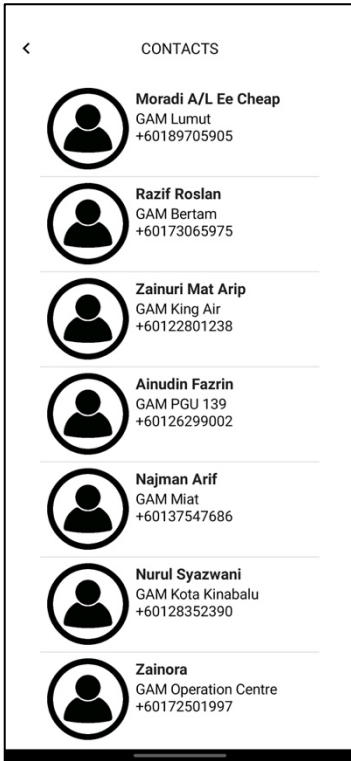 CONTACTS
Moradi A/L Ee Cheap
GAM Lumut
+60189705905
Razif Roslan
GAM Bertam
+60173065975
Zainuri Mat Arip
GAM King Air
+60122801238
Ainudin Fazrin
GAM PGU 139
+60126299002
Najman Arif
GAM Miat
+60137547686
Nurul Syazwani
GAM Kota Kinabalu
+60128352390
Zainora
GAM Operation Centre
+60172501997